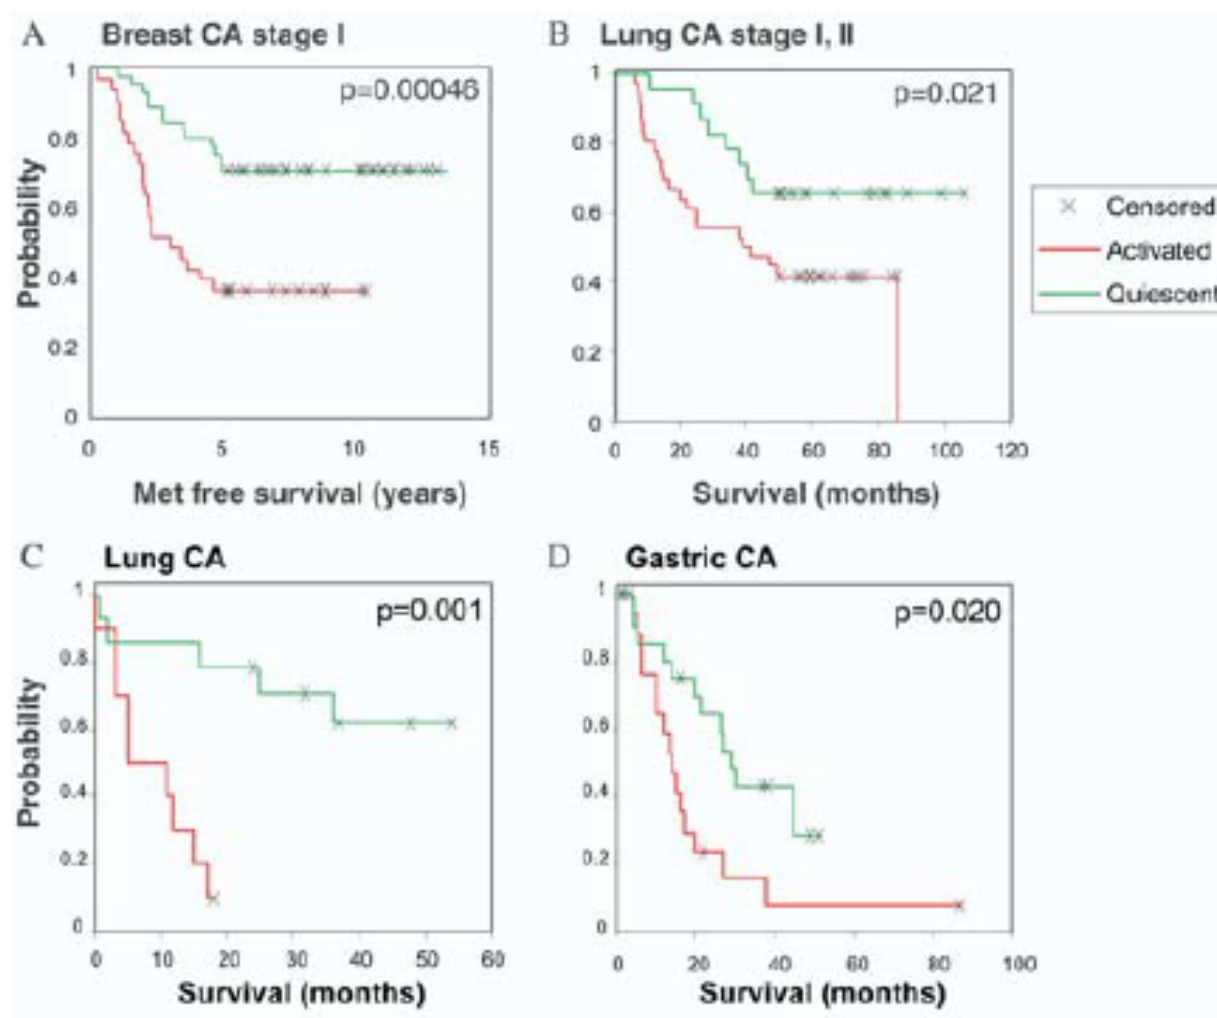 A Breast CA stage I
p=0.00046
Probability
1
0.8
0.6
0.4
0.2
0
0 5 10 15
Met free survival (years)
B Lung CA stage I, II
p=0.021
1
0.8
0.6
0.4
0.2
0
0 20 40 60 80 100 120
Survival (months)
Censored
Activated
Quiescent
C Lung CA
p=0.001
Probability
1
0.8
0.6
0.4
0.2
0
0 10 20 30 40 50 60
Survival (months)
D Gastric CA
p=0.020
1
0.8
0.6
0.4
0.2
0
0 20 40 60 80 100
Survival (months)